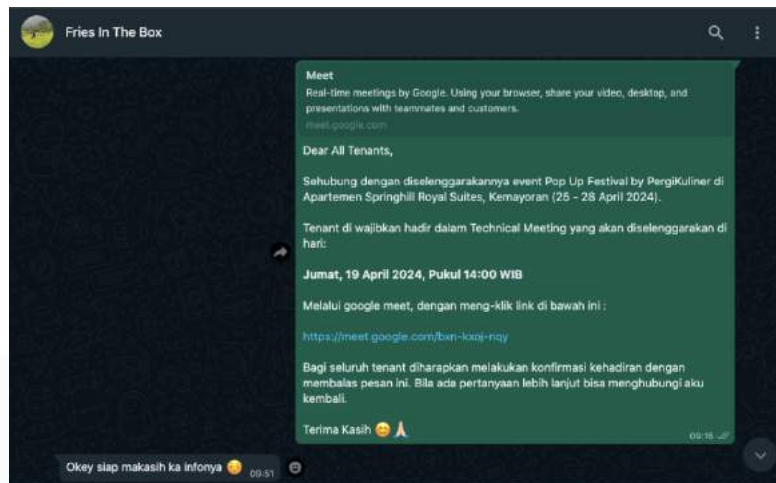 Fries In The Box
Meet
Real-time meetings by Google. Using your browser, share your video, desktop, and
presentations with teammates and customers.
meet.google.com
Dear All Tenants,
Sehubung dengan diselenggarakannya event Pop Up Festival by PergiKuliner di
Apartemen Springhill Royal Suites, Kemayoran (25 - 28 April 2024).
Tenant di wajibkan hadir dalam Technical Meeting yang akan diselenggarakan di
hari:
Jumat, 19 April 2024, Pukul 14:00 WIB
Melalui google meet, dengan meng-klik link di bawah ini :
https://meet.google.com/bxn-kxoj-nqy
Bagi seluruh tenant diharapkan melakukan konfirmasi kehadiran dengan
membalas pesan ini. Bila ada pertanyaan lebih lanjut bisa menghubungi aku
kembali.
Terima Kasih 😊🙏🏻
09:16
Okey siap makasih ka infonya 😊 09:51